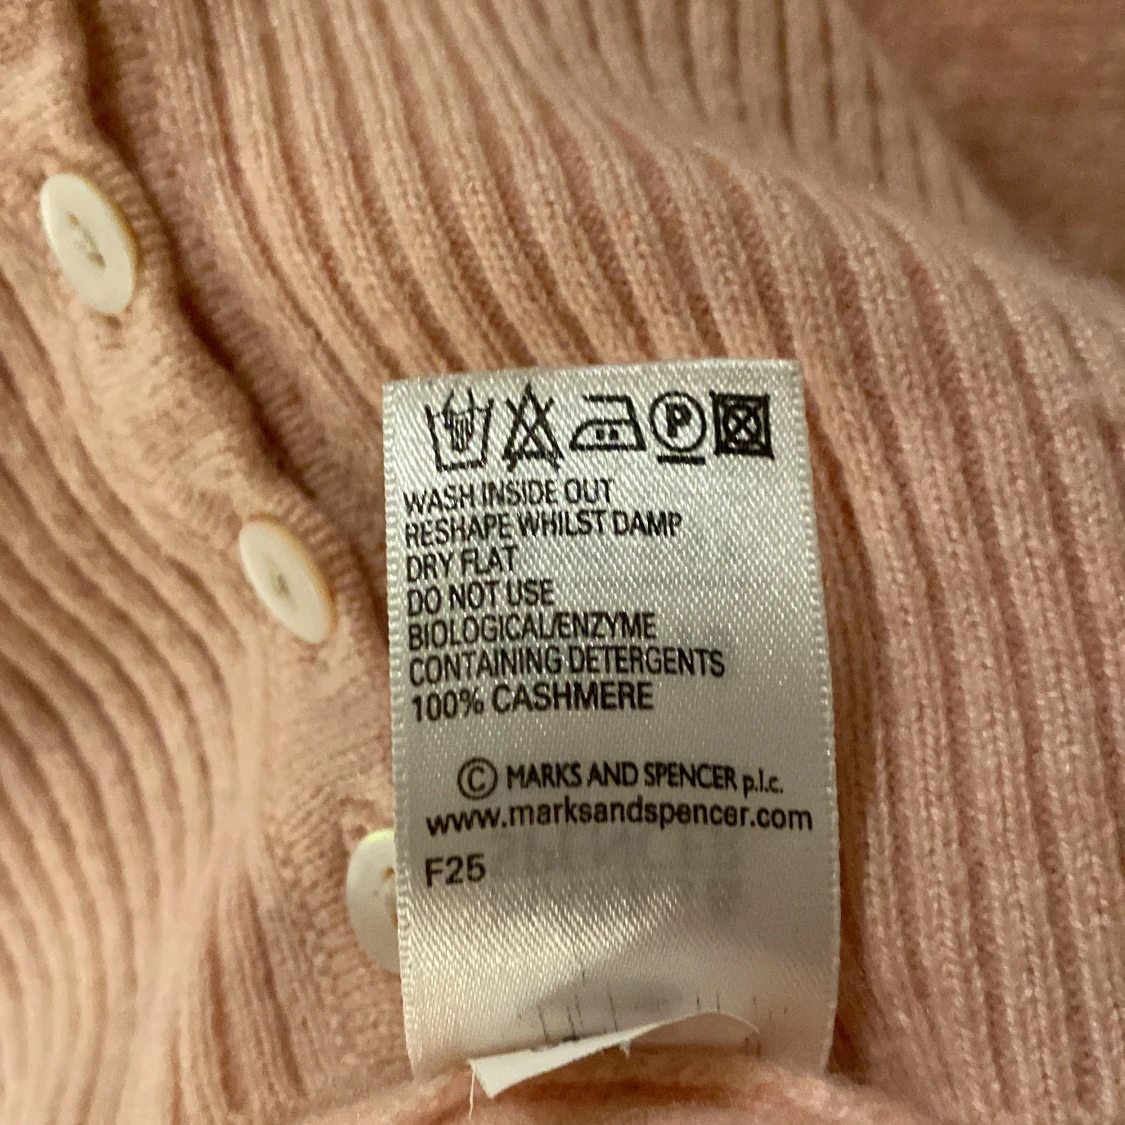 P
WASH INSIDE OUT
RESHAPE WHILST DAMP
DRY FLAT
DO NOT USE
BIOLOGICAL/ENZYME
CONTAINING DETERGENTS
100% CASHMERE
© MARKS AND SPENCER p.l.c.
www.marksandspencer.com
F25